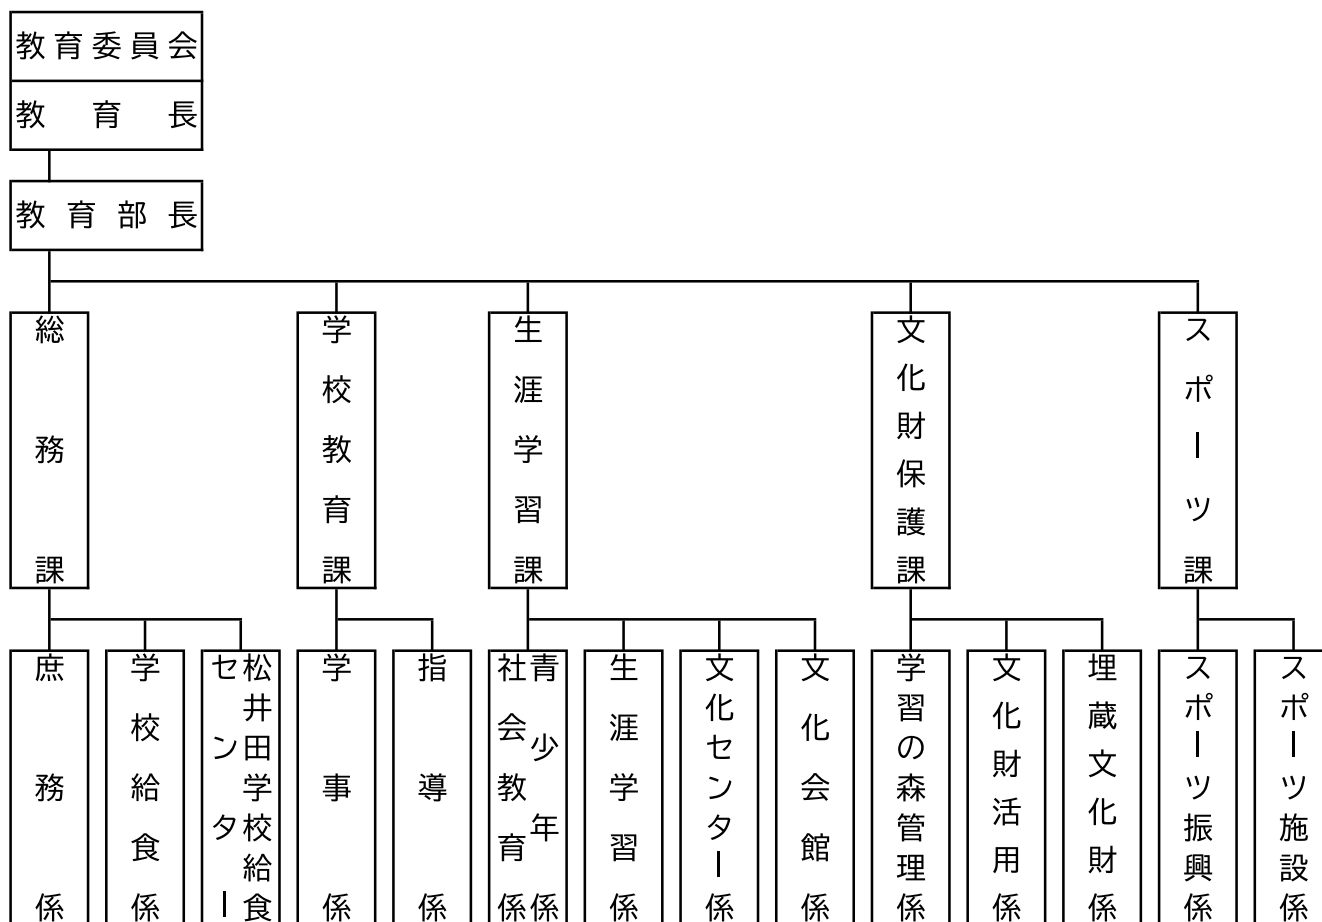 教育委員会
教育長
教育部長
総務課
学校教育課
生涯学習課
文化財保護課
スポーツ課
庶務係
学校給食係
松井田学校給食
センター
学事係
指導係
青少年係
社会教育係
生涯学習係
文化センター係
文化会館係
学習の森管理係
文化財活用係
埋蔵文化財係
スポーツ振興係
スポーツ施設係